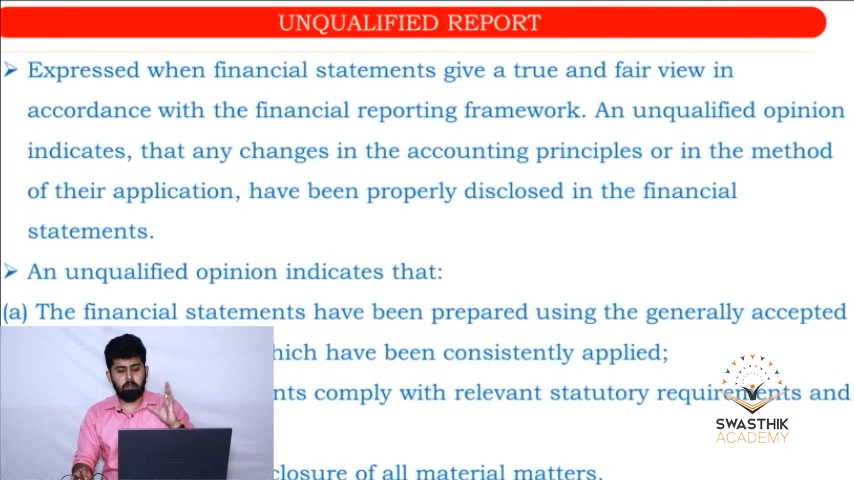 UNQUALIFIED REPORT
➤ Expressed when financial statements give a true and fair view in
accordance with the financial reporting framework. An unqualified opinion
indicates, that any changes in the accounting principles or in the method
of their application, have been properly disclosed in the financial
statements.
➤ An unqualified opinion indicates that:
(a) The financial statements have been prepared using the generally accepted
hich have been consistently applied;
nts comply with relevant statutory requirements and
closure of all material matters.
SWASTHIK
ACADEMY